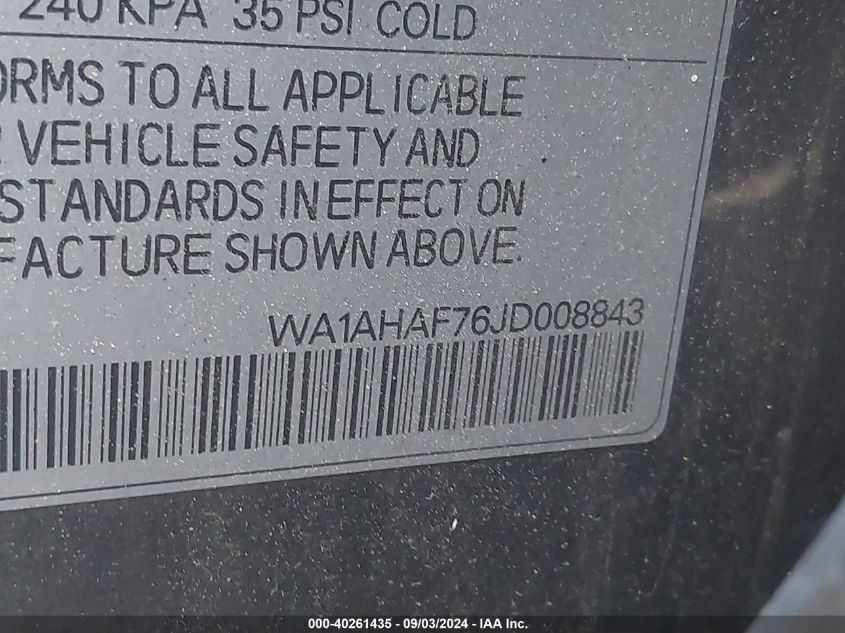 240 KPA 35 PSI COLD
ORMS TO ALL APPLICABLE
VEHICLE SAFETY AND
STANDARDS IN EFFECT ON
FACTURE SHOWN ABOVE.
WA1AHAF76JD008843
000-40261435 - 09/03/2024 - IAA Inc.